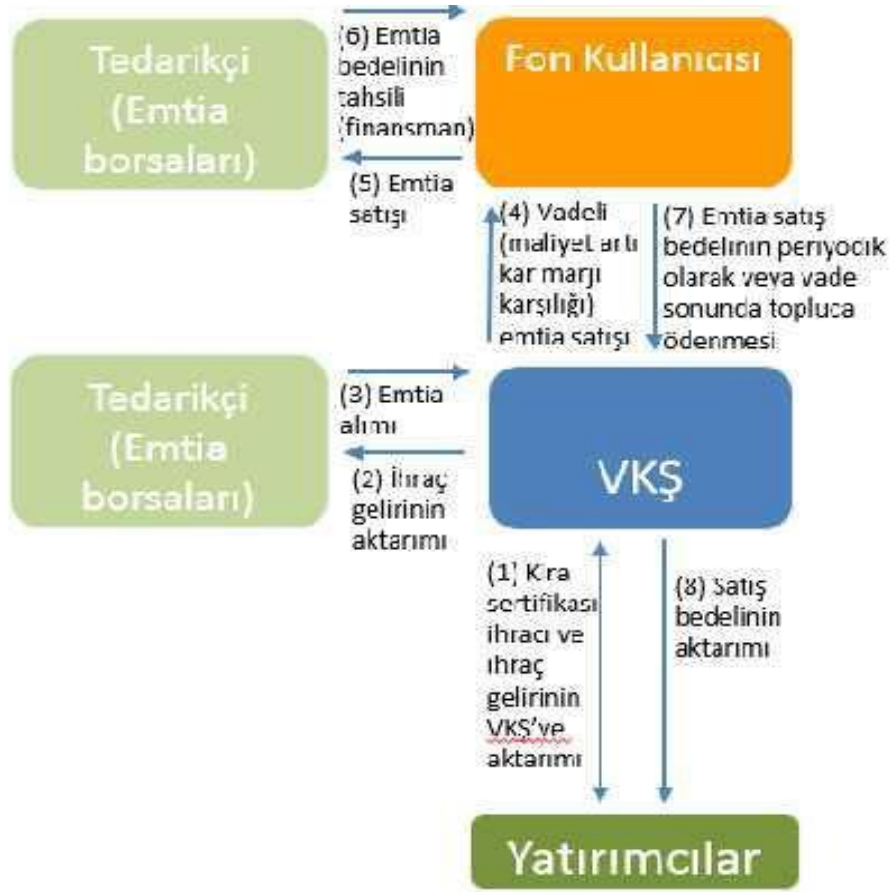 Tedarikçi
(Emtia
borsaları)
(6) Emtia
bedelinin
tahsili
(finansman)
Fon Kullanıcısı
(5) Emtia
satışı
(4) Vadeli
(maliyet artı
kar marjı
karşılığı)
emtia satışı
(7) Emtia satış
bedelinin periyodik
olarak veya vade
sonunda topluca
ödenmesi
Tedarikçi
(Emtia
borsaları)
(3) Emtia
alımı
(2) İhraç
gelirinin
aktarımı
VKŞ
(1) Kira
sertifikası
ihracı ve
ihraç
gelirinin
VKŞ'ye
aktarımı
(8) Satış
bedelinin
aktarımı
Yatırımcılar